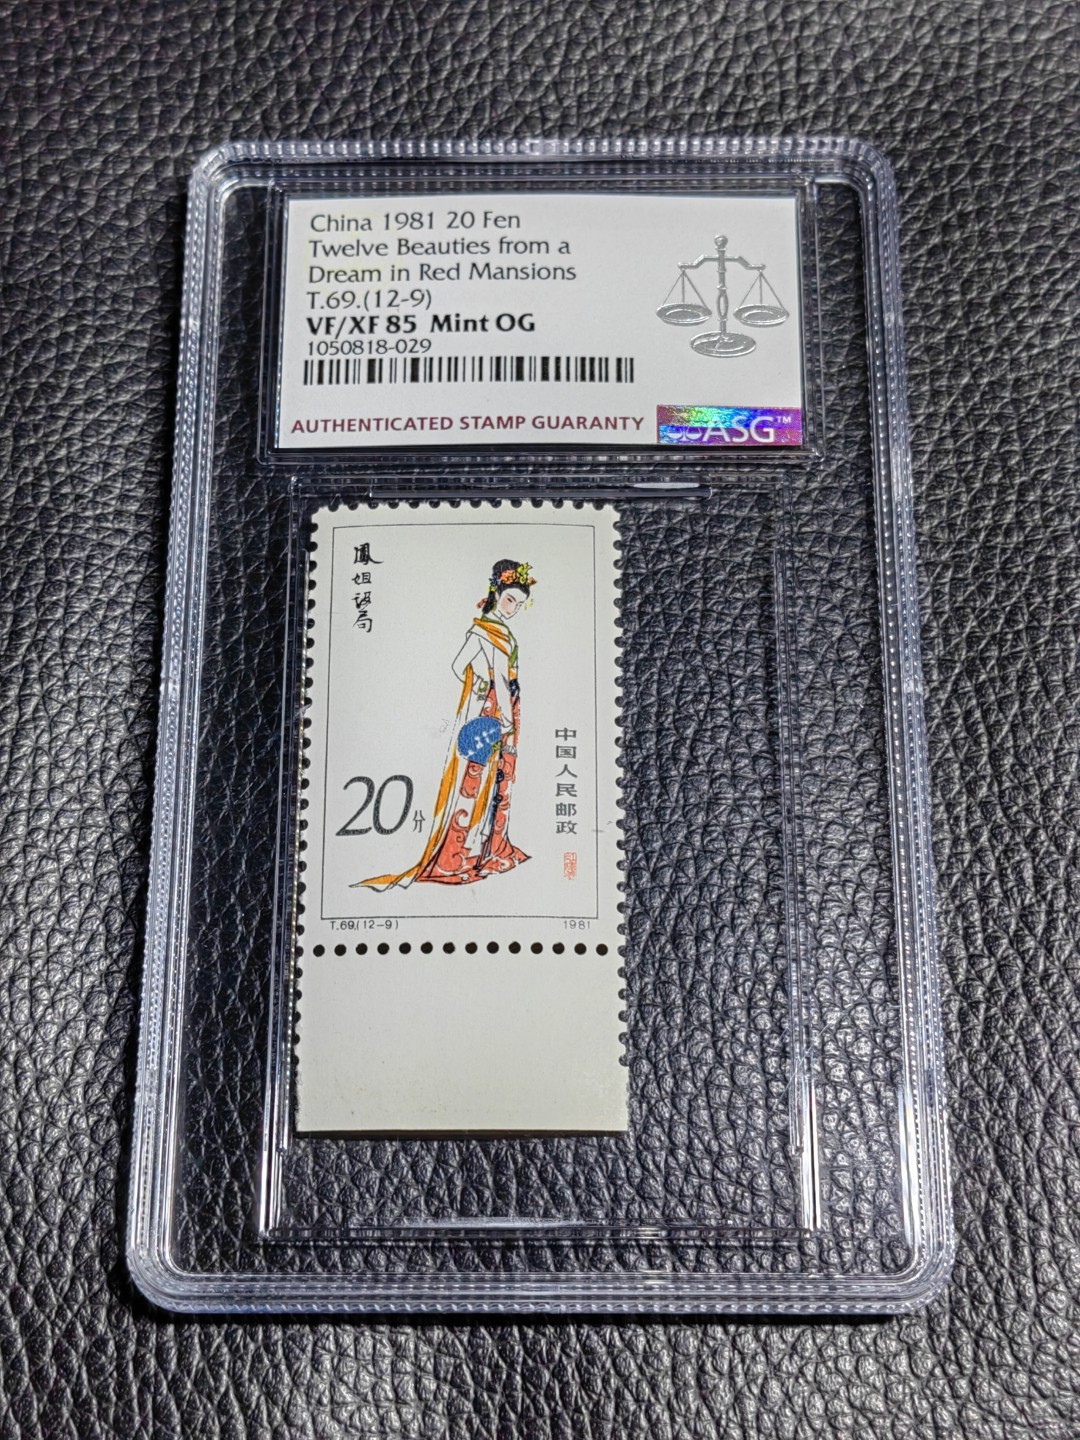 China 1981 20 Fen
Twelve Beauties from a
Dream in Red Mansions
T.69.(12-9)
VF/XF 85 Mint OG
1050818-029
AUTHENTICATED STAMP GUARANTY
ASG™
鳳姐設局
20分
中国人民邮政
T.69.(12-9)
1981